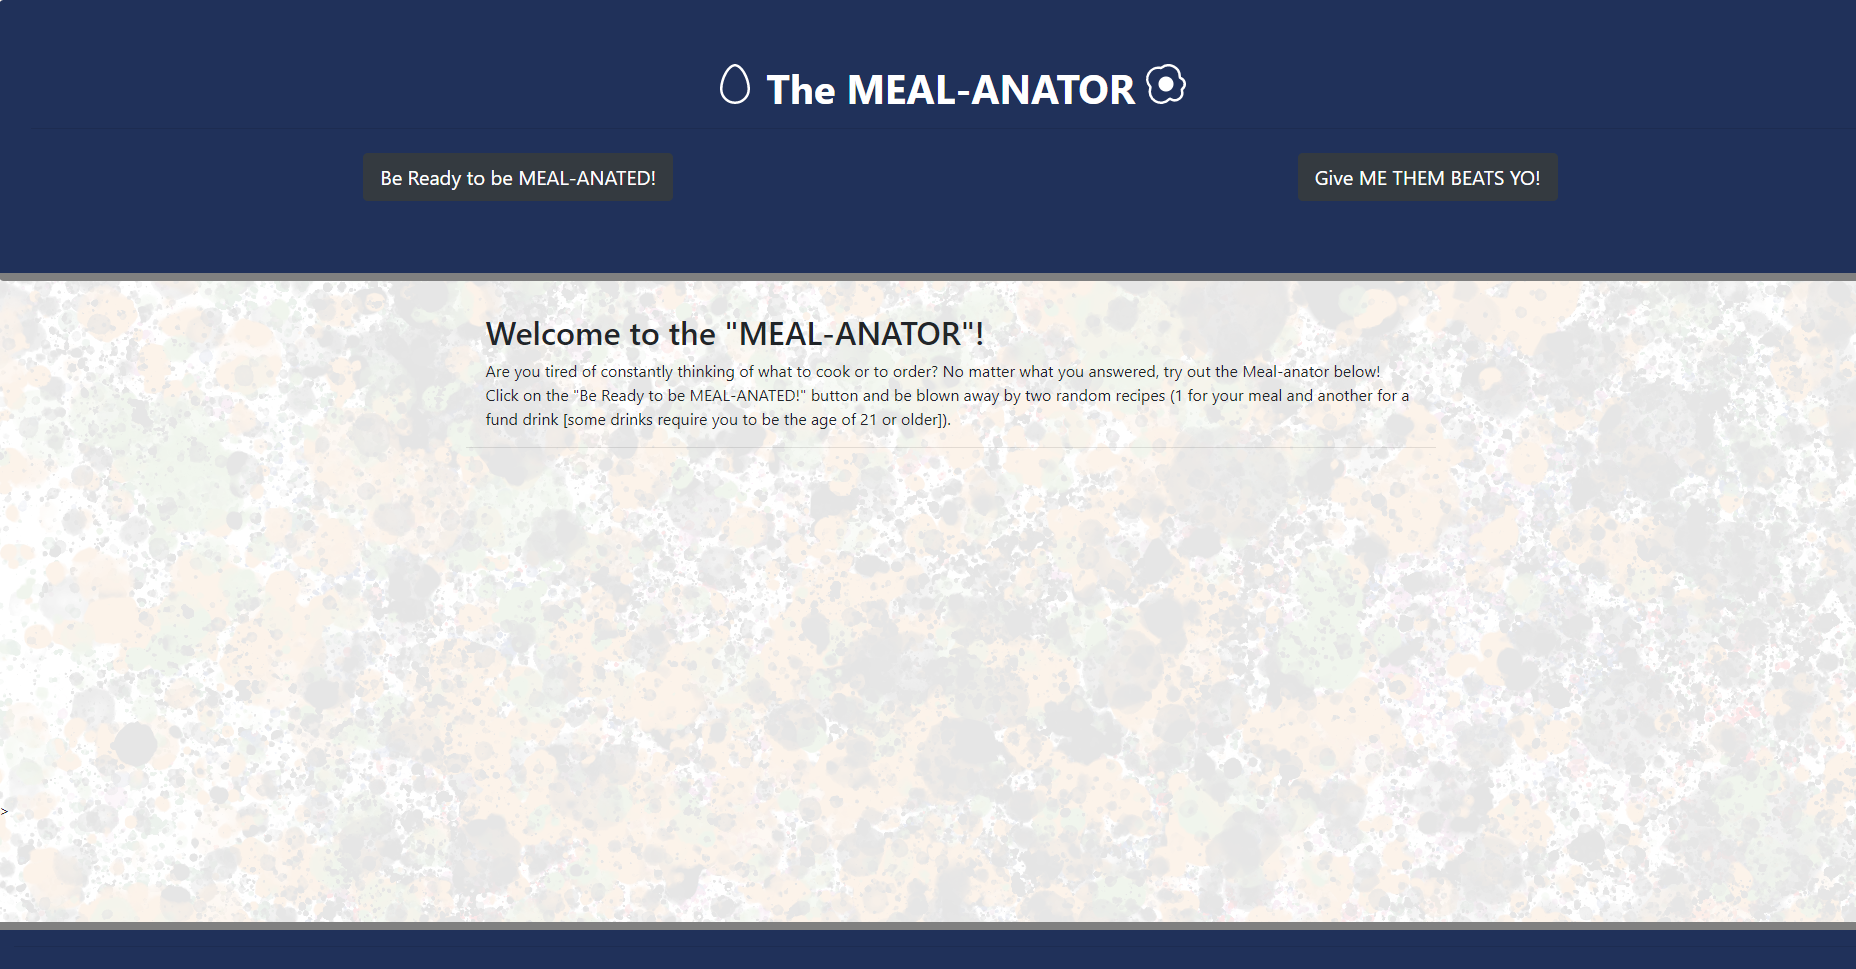 The MEAL-ANATOR
Be Ready to be MEAL-ANATED!
Give ME THEM BEATS YO!
Welcome to the "MEAL-ANATOR"!
Are you tired of constantly thinking of what to cook or to order? No matter what you answered, try out the Meal-anator below!
Click on the "Be Ready to be MEAL-ANATED!" button and be blown away by two random recipes (1 for your meal and another for a
fund drink [some drinks require you to be the age of 21 or older]).
>